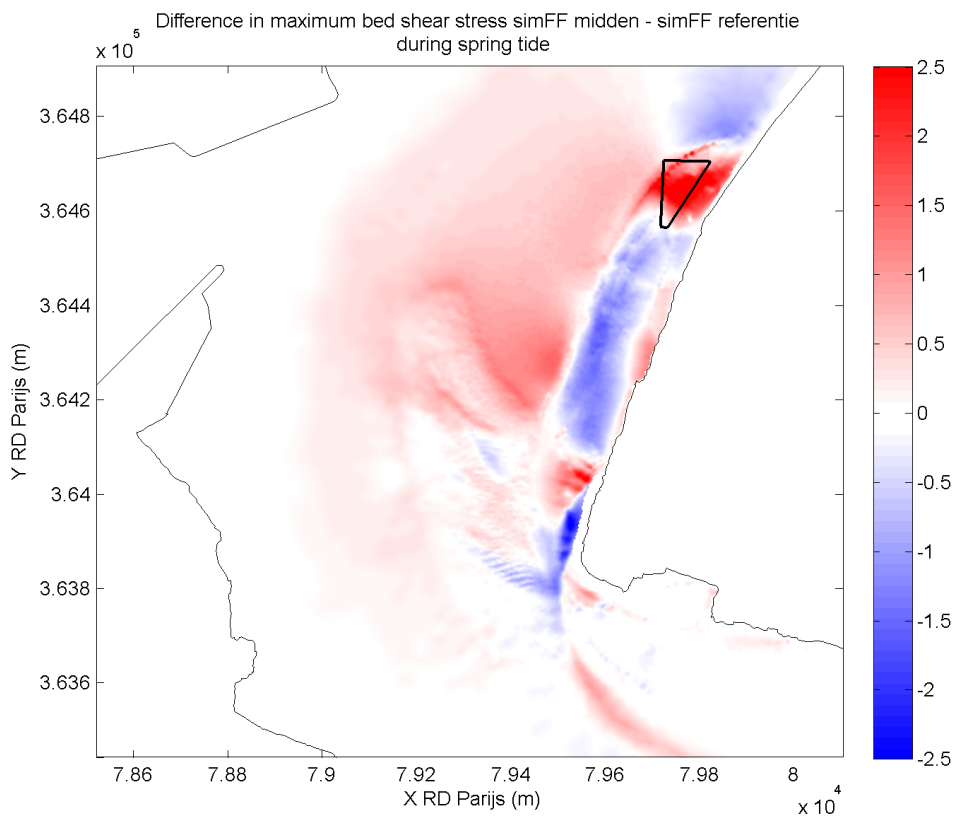 Difference in maximum bed shear stress simFF midden - simFF referentie
during spring tide
x 10^5
3.648
3.646
3.644
3.642
3.64
3.638
3.636
Y RD Parijs (m)
7.86 7.88 7.9 7.92 7.94 7.96 7.98 8
X RD Parijs (m)
x 10^4
2.5
2
1.5
1
0.5
0
-0.5
-1
-1.5
-2
-2.5